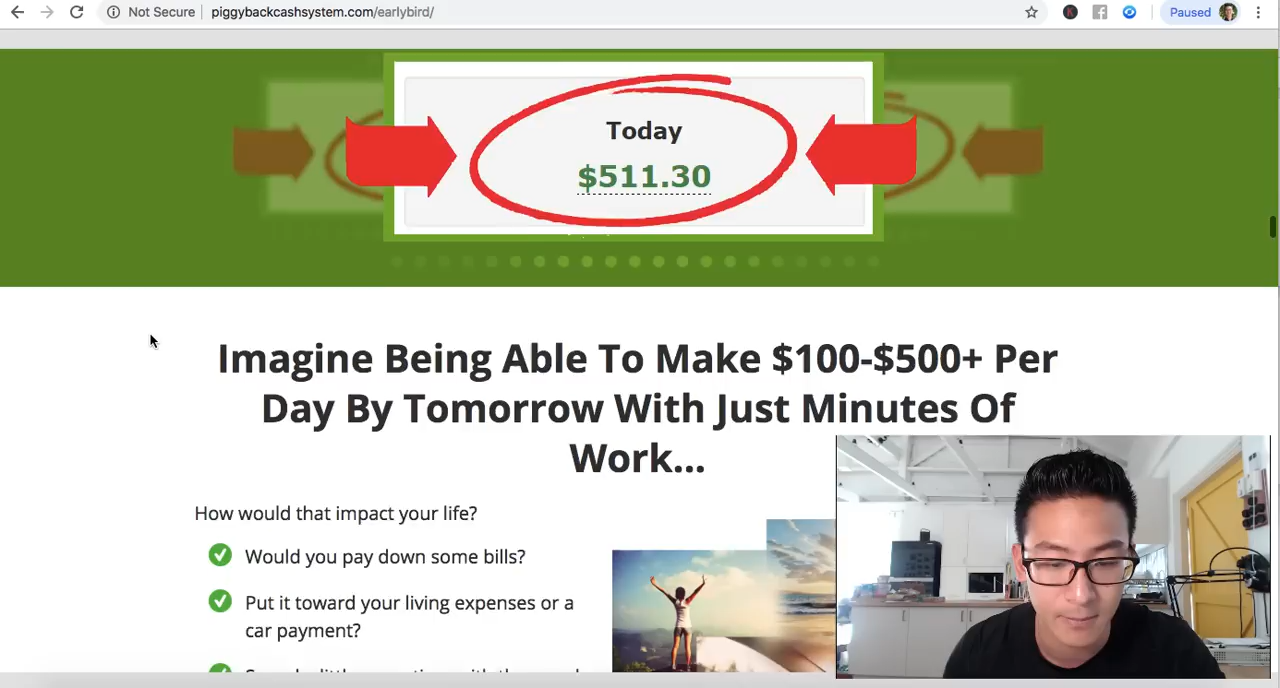 Not Secure piggybackcashsystem.com/earlybird/ Paused
Today
$511.30
Imagine Being Able To Make $100-$500+ Per
Day By Tomorrow With Just Minutes Of
Work...
How would that impact your life?
Would you pay down some bills?
Put it toward your living expenses or a
car payment?